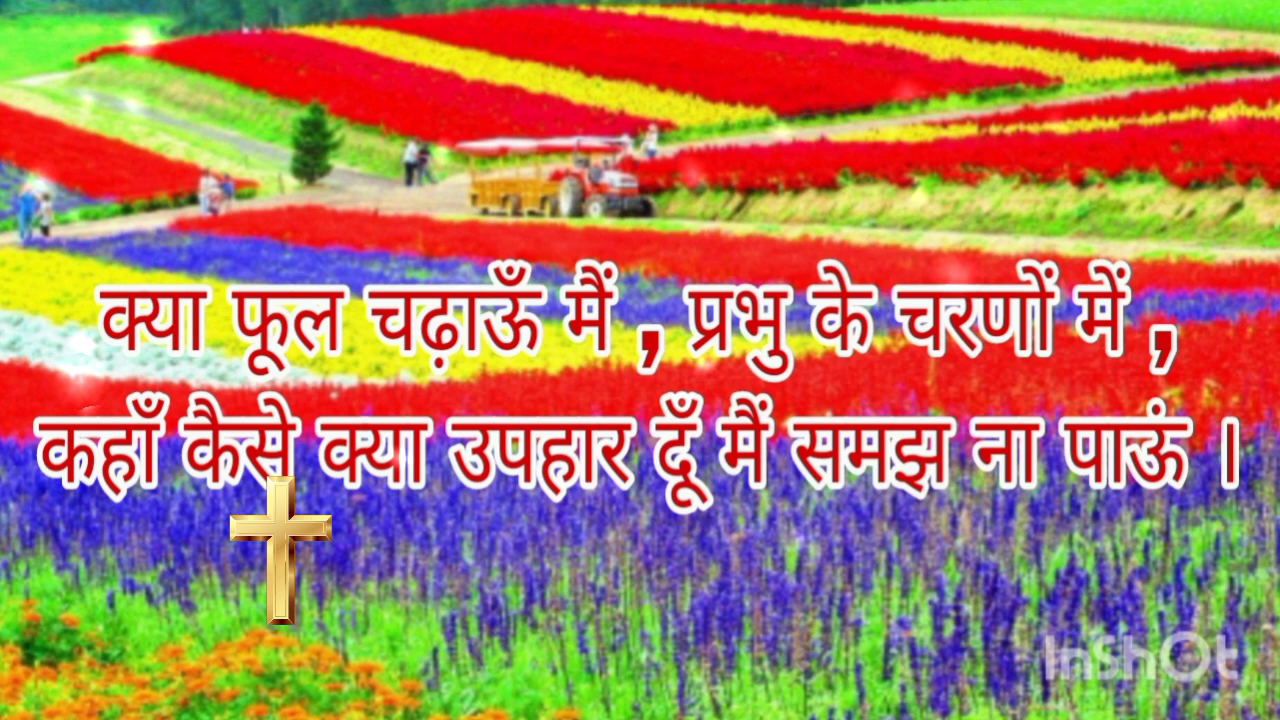 क्या फूल चढ़ाऊँ मैं , प्रभु के चरणों में ,
कहाँ कैसे क्या उपहार दूँ मैं समझ ना पाऊं ।
InShOt